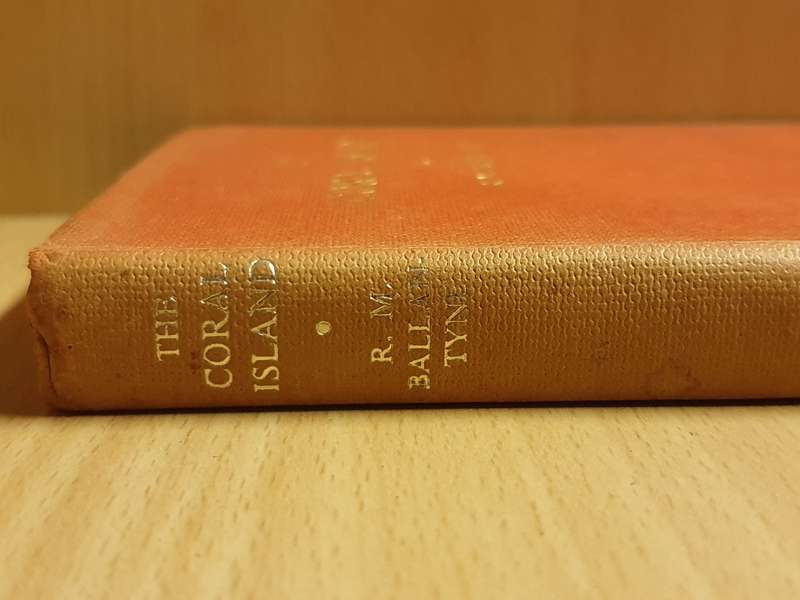 THE
CORAL
ISLAND
R. M.
BALLAN-
TYNE